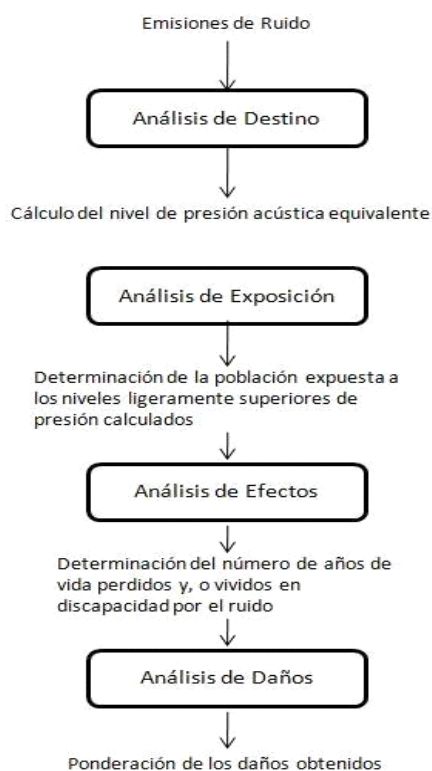 Emisiones de Ruido
Análisis de Destino
Cálculo del nivel de presión acústica equivalente
Análisis de Exposición
Determinación de la población expuesta a
los niveles ligeramente superiores de
presión calculados
Análisis de Efectos
Determinación del número de años de
vida perdidos y, o vividos en
discapacidad por el ruido
Análisis de Daños
Ponderación de los daños obtenidos